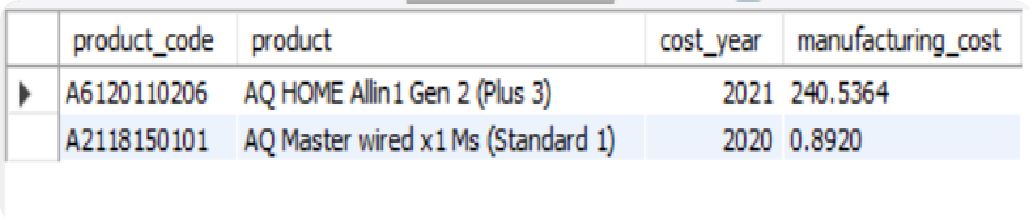 product_code product cost_year manufacturing_cost
A6120110206 AQ HOME Allin1 Gen 2 (Plus 3) 2021 240.5364
A2118150101 AQ Master wired x1 Ms (Standard 1) 2020 0.8920